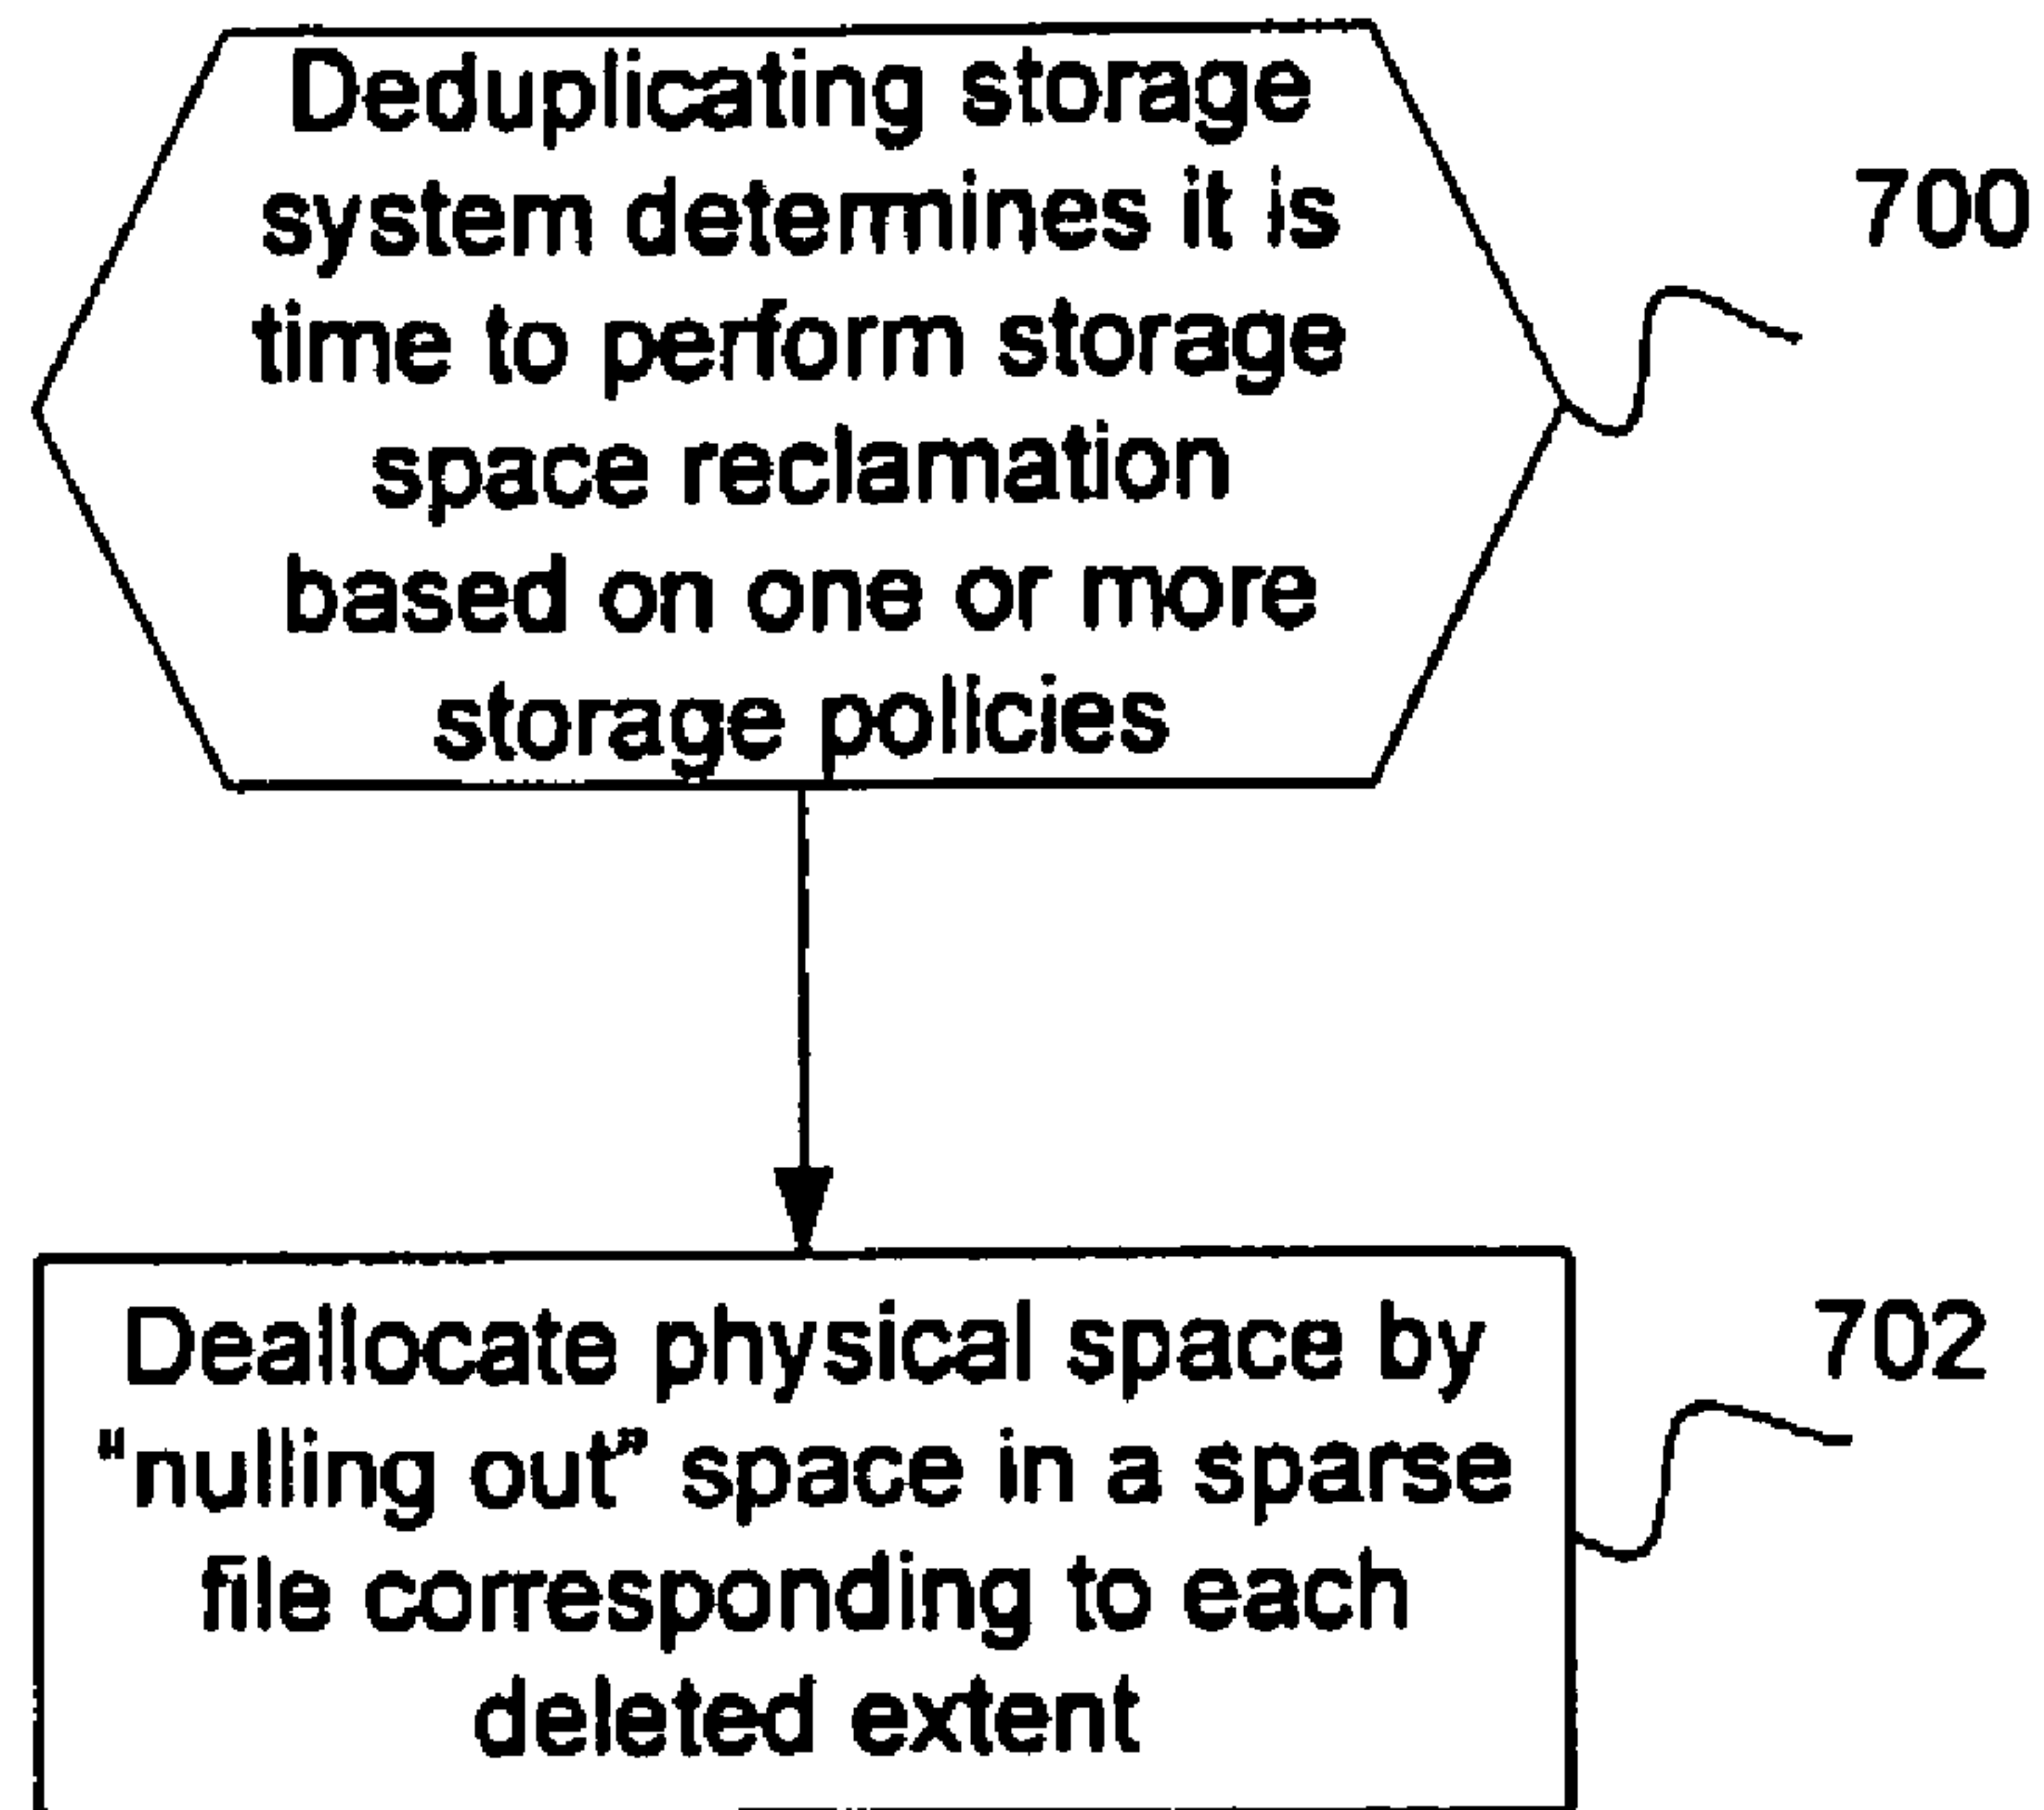 Deduplicating storage
system determines it is
time to perform storage
space reclamation
based on one or more
storage policies
700
Deallocate physical space by
“nulling out” space in a sparse
file corresponding to each
deleted extent
702